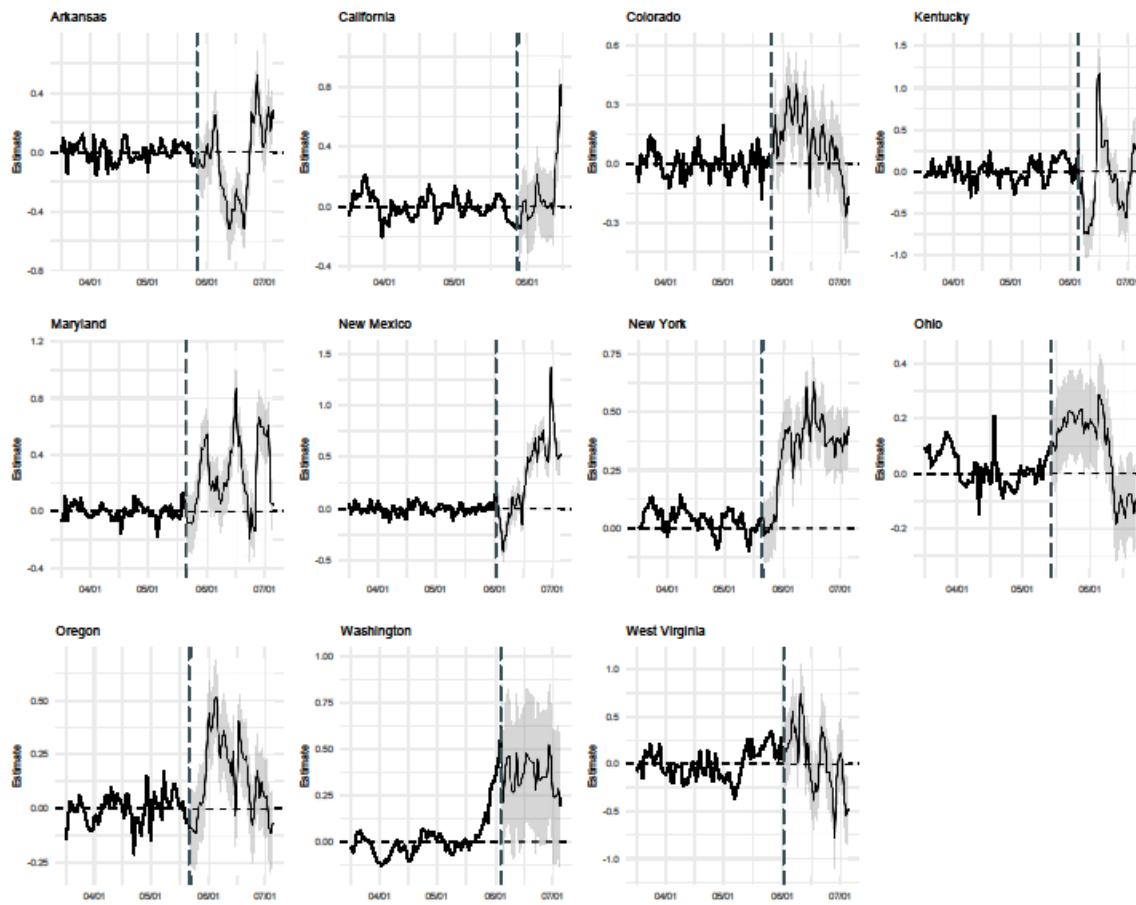 Arkansas
California
Colorado
Kentucky
Estimate
0.4
0.0
-0.4
-0.8
04/01 05/01 06/01 07/01
Estimate
0.8
0.4
0.0
-0.4
04/01 05/01 06/01
Estimate
0.6
0.3
0.0
-0.3
04/01 05/01 06/01 07/01
Estimate
1.5
1.0
0.5
0.0
-0.5
-1.0
04/01 05/01 06/01 07/01
Maryland
New Mexico
New York
Ohio
Estimate
1.2
0.8
0.4
0.0
-0.4
04/01 05/01 06/01 07/01
Estimate
1.5
1.0
0.5
0.0
-0.5
04/01 05/01 06/01 07/01
Estimate
0.75
0.50
0.25
0.00
04/01 05/01 06/01 07/01
Estimate
0.4
0.2
0.0
-0.2
04/01 05/01 06/01
Oregon
Washington
West Virginia
Estimate
0.50
0.25
0.00
-0.25
04/01 05/01 06/01 07/01
Estimate
1.00
0.75
0.50
0.25
0.00
04/01 05/01 06/01 07/01
Estimate
1.0
0.5
0.0
-0.5
-1.0
04/01 05/01 06/01 07/01